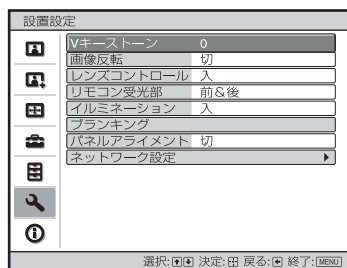 設置設定
Vキーストーン 0
画像反転 切
レンズコントロール 入
リモコン受光部 前&後
イルミネーション 入
ブランキング
パネルアライメント 切
ネットワーク設定
選択: 決定: 戻る: 終了:MENU